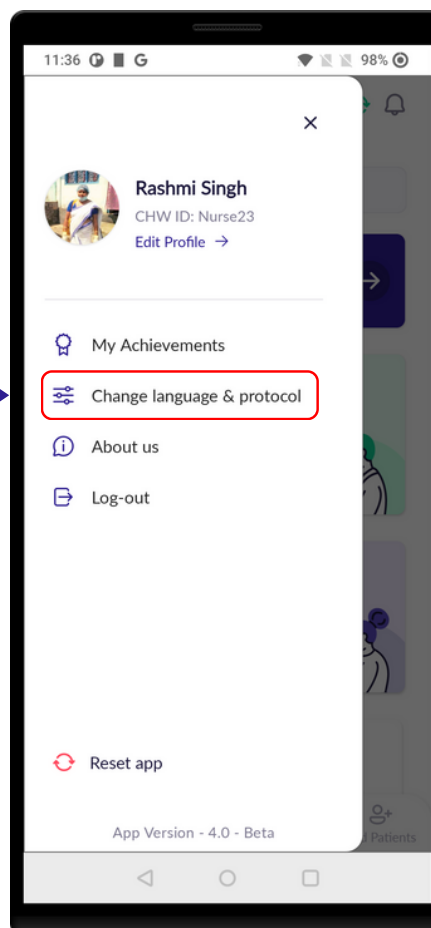 11:36 G 98%
Rashmi Singh
CHW ID: Nurse23
Edit Profile →
My Achievements
Change language & protocol
About us
Log-out
Reset app
App Version - 4.0 - Beta
Patients